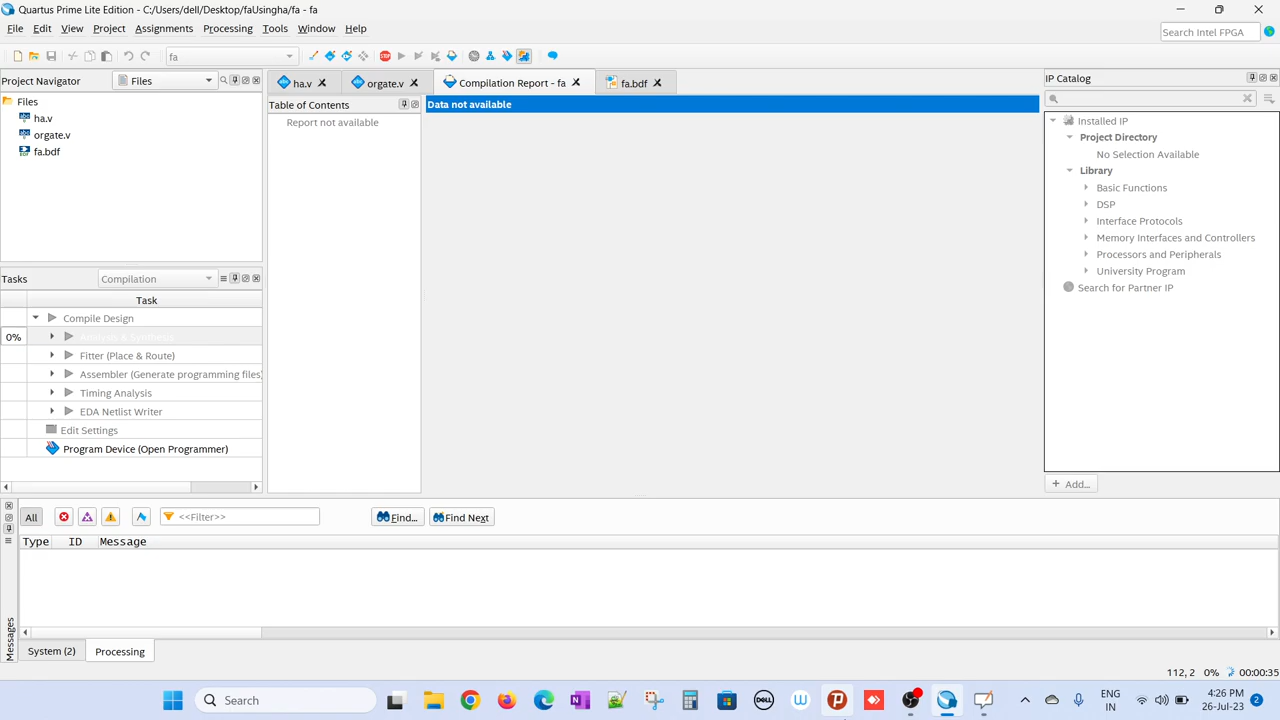 Quartus Prime Lite Edition - C:/Users/dell/Desktop/faUsingha/fa - fa
File Edit View Project Assignments Processing Tools Window Help
Search Intel FPGA
fa
Project Navigator Files
ha.v orgate.v Compilation Report - fa fa.bdf
IP Catalog
Files
ha.v
orgate.v
fa.bdf
Table of Contents
Report not available
Data not available
Installed IP
Project Directory
No Selection Available
Library
Basic Functions
DSP
Interface Protocols
Memory Interfaces and Controllers
Processors and Peripherals
University Program
Search for Partner IP
Add...
Tasks Compilation
Task
Compile Design
0% Analysis & Synthesis
Fitter (Place & Route)
Assembler (Generate programming files)
Timing Analysis
EDA Netlist Writer
Edit Settings
Program Device (Open Programmer)
All <<Filter>> Find... Find Next
Type ID Message
Messages
System (2) Processing
112, 2 0% 00:00:35
Search
DELL
ENG
IN
4:26 PM
26-Jul-23
2